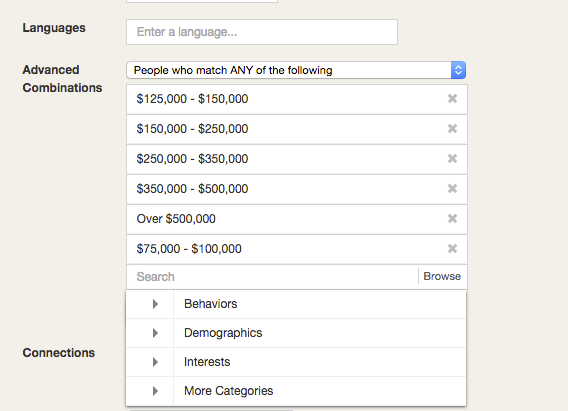 Languages
Enter a language...
Advanced Combinations
People who match ANY of the following
$125,000 - $150,000
$150,000 - $250,000
$250,000 - $350,000
$350,000 - $500,000
Over $500,000
$75,000 - $100,000
Search
Browse
Behaviors
Demographics
Interests
More Categories
Connections